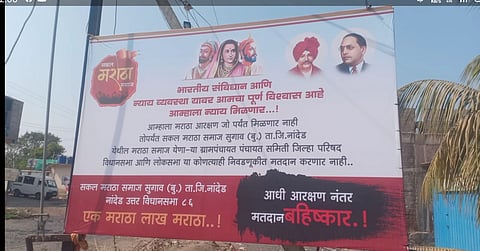 सकल
मराठा
समाज
भारतीय संविधान आणि
न्याय व्यवस्था यावर आमचा पूर्ण विश्वास आहे
आम्हाला न्याय मिळणार...!
आम्हाला मराठा आरक्षण जो पर्यंत मिळणार नाही
तोपर्यंत सकल मराठा समाज सुगाव (बु.) ता.जि.नांदेड
येथील मराठा समाज येणा-या ग्रामपंचायत पंचायत समिती जिल्हा परिषद
विधानसभा आणि लोकसभा या कोणत्याही निवडणूकीत मतदान करणार नाही..
सकल मराठा समाज सुगाव (बु.) ता.जि.नांदेड
नांदेड उत्तर विधानसभा ८६
एक मराठा लाख मराठा..!
आधी आरक्षण नंतर
मतदान बहिष्कार.!